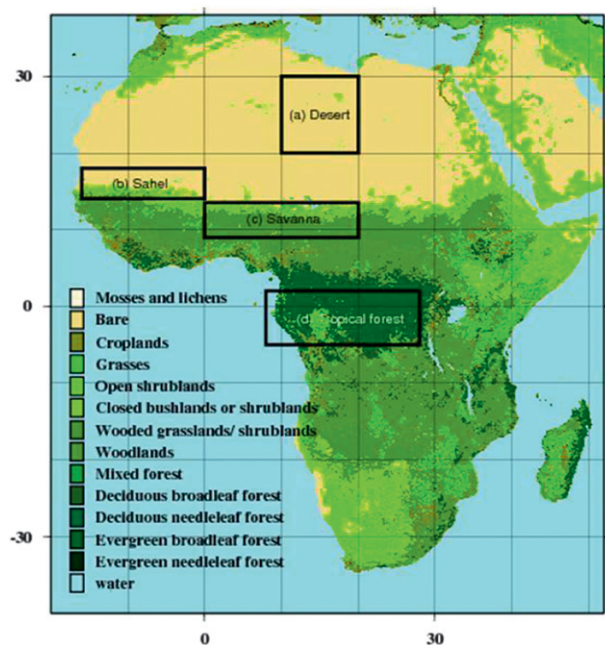 30
(a) Desert
(b) Sahel
(c) Savanna
0
(d) Tropical forest
Mosses and lichens
Bare
Croplands
Grasses
Open shrublands
Closed bushlands or shrublands
Wooded grasslands/ shrublands
Woodlands
Mixed forest
Deciduous broadleaf forest
Deciduous needleleaf forest
Evergreen broadleaf forest
Evergreen needleleaf forest
water
-30
0
30